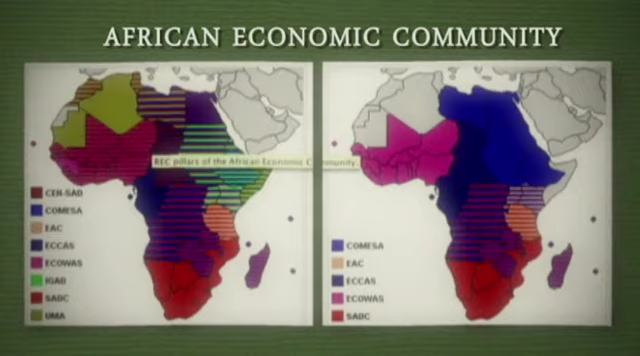 AFRICAN ECONOMIC COMMUNITY
REC pillars of the African Economic Community
CEN-SAD
COMESA
EAC
ECCAS
ECOWAS
IGAD
SADC
UMA
COMESA
EAC
ECCAS
ECOWAS
SADC